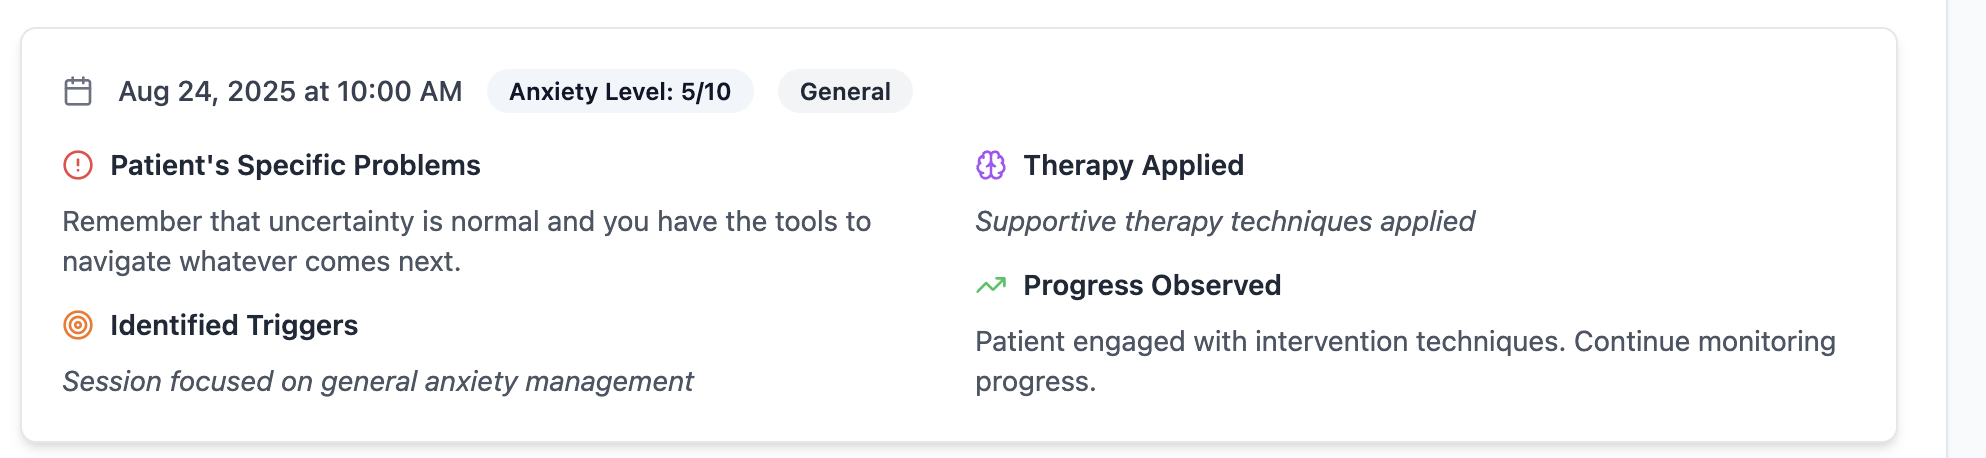 Aug 24, 2025 at 10:00 AM
Anxiety Level: 5/10
General
Patient's Specific Problems
Remember that uncertainty is normal and you have the tools to
navigate whatever comes next.
Identified Triggers
Session focused on general anxiety management
Therapy Applied
Supportive therapy techniques applied
Progress Observed
Patient engaged with intervention techniques. Continue monitoring
progress.